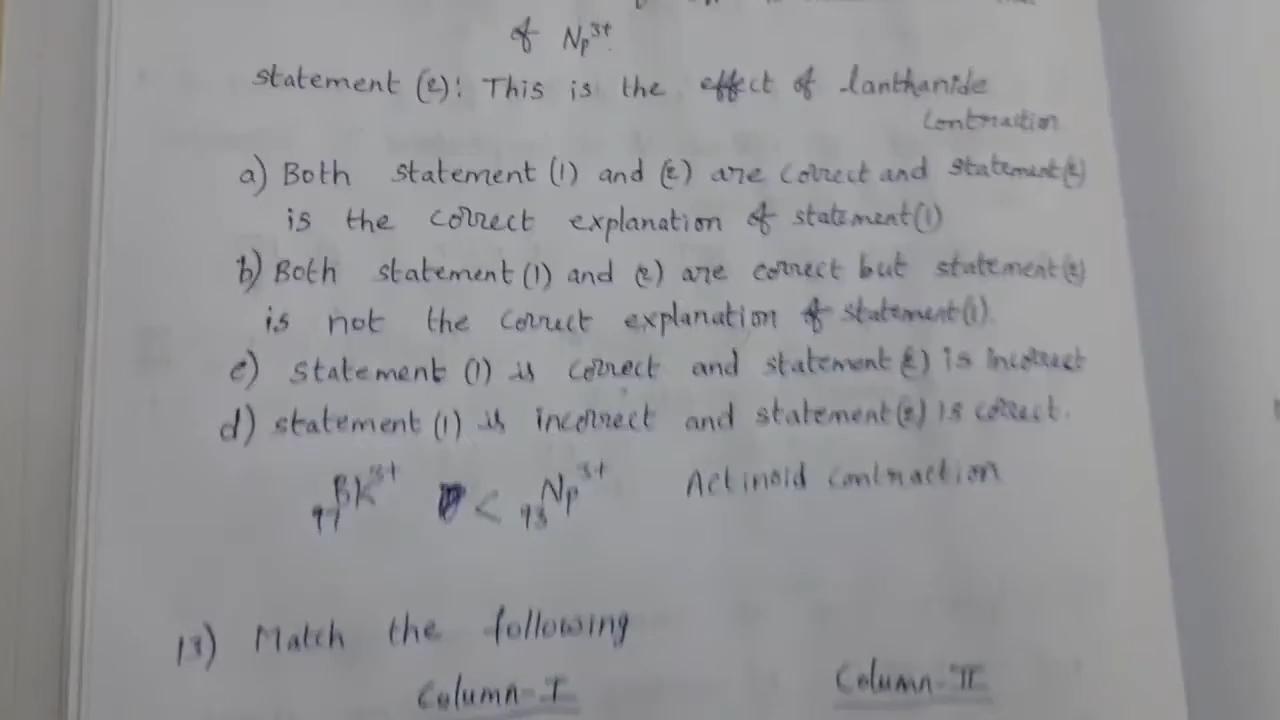 of Np³⁺
statement (2): This is the effect of lanthanide
contraction
a) Both statement (1) and (2) are correct and statement(2)
is the correct explanation of statement(1)
b) Both statement (1) and (2) are correct but statement(2)
is not the correct explanation of statement(1).
c) statement (1) is correct and statement (2) is incorrect
d) statement (1) is incorrect and statement(2) is correct.
₉₇Bk³⁺ < ₉₃Np³⁺ Actinoid contraction
13) Match the following
Column-I Column-II